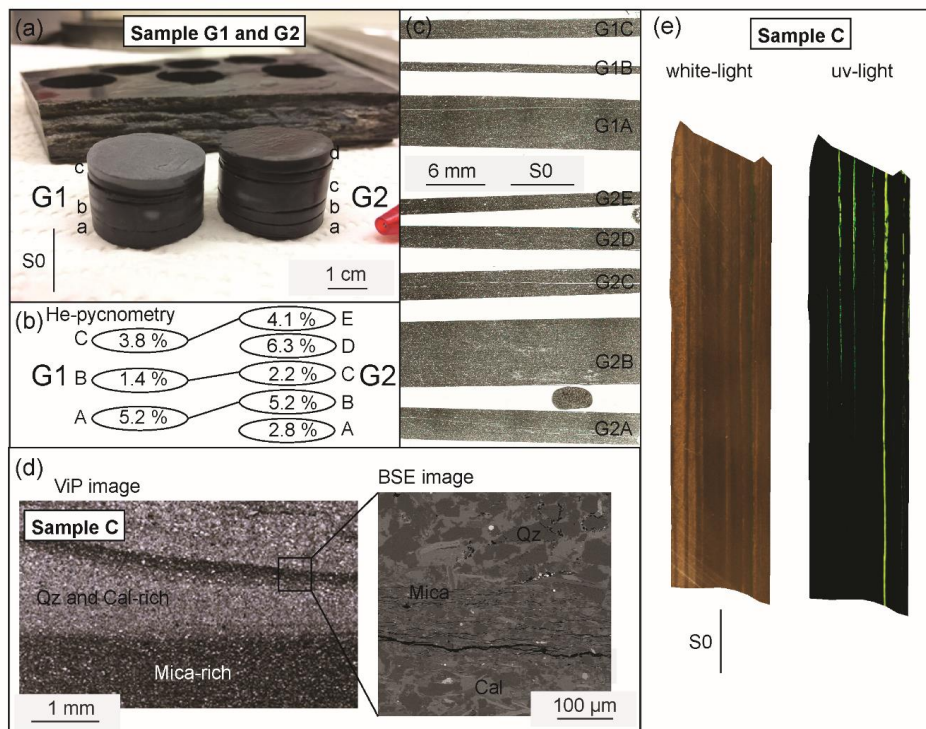 (a)
Sample G1 and G2
c
G1
b
a
d
c
b
a
G2
S0
1 cm
(b)
He-pycnometry
C
3.8 %
4.1 %
E
6.3 %
D
G1
B
1.4 %
2.2 %
C
G2
A
5.2 %
5.2 %
B
2.8 %
A
(c)
G1C
G1B
G1A
6 mm
S0
G2E
G2D
G2C
G2B
G2A
(d)
ViP image
Sample C
Qz and Cal-rich
Mica-rich
1 mm
BSE image
Qz
Mica
Cal
100 µm
(e)
Sample C
white-light
uv-light
S0